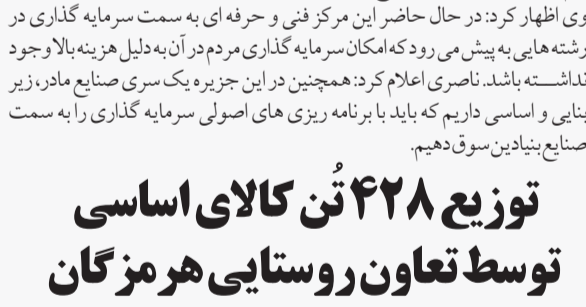 وی اظهار کرد: در حال حاضر این مرکز فنی و حرفه ای به سمت سرمایه گذاری در
رشته هایی به پیش می رود که امکان سرمایه گذاری مردم در آن به دلیل هزینه بالا وجود
نداشته باشد. ناصری اعلام کرد: همچنین در این جزیره یک سری صنایع مادر، زیر
بنایی و اساسی داریم که باید با برنامه ریزی های اصولی سرمایه گذاری را به سمت
صنایع بنیادین سوق دهیم.
توزیع ۴۲۸ تُن کالای اساسی
توسط تعاون روستایی هرمزگان